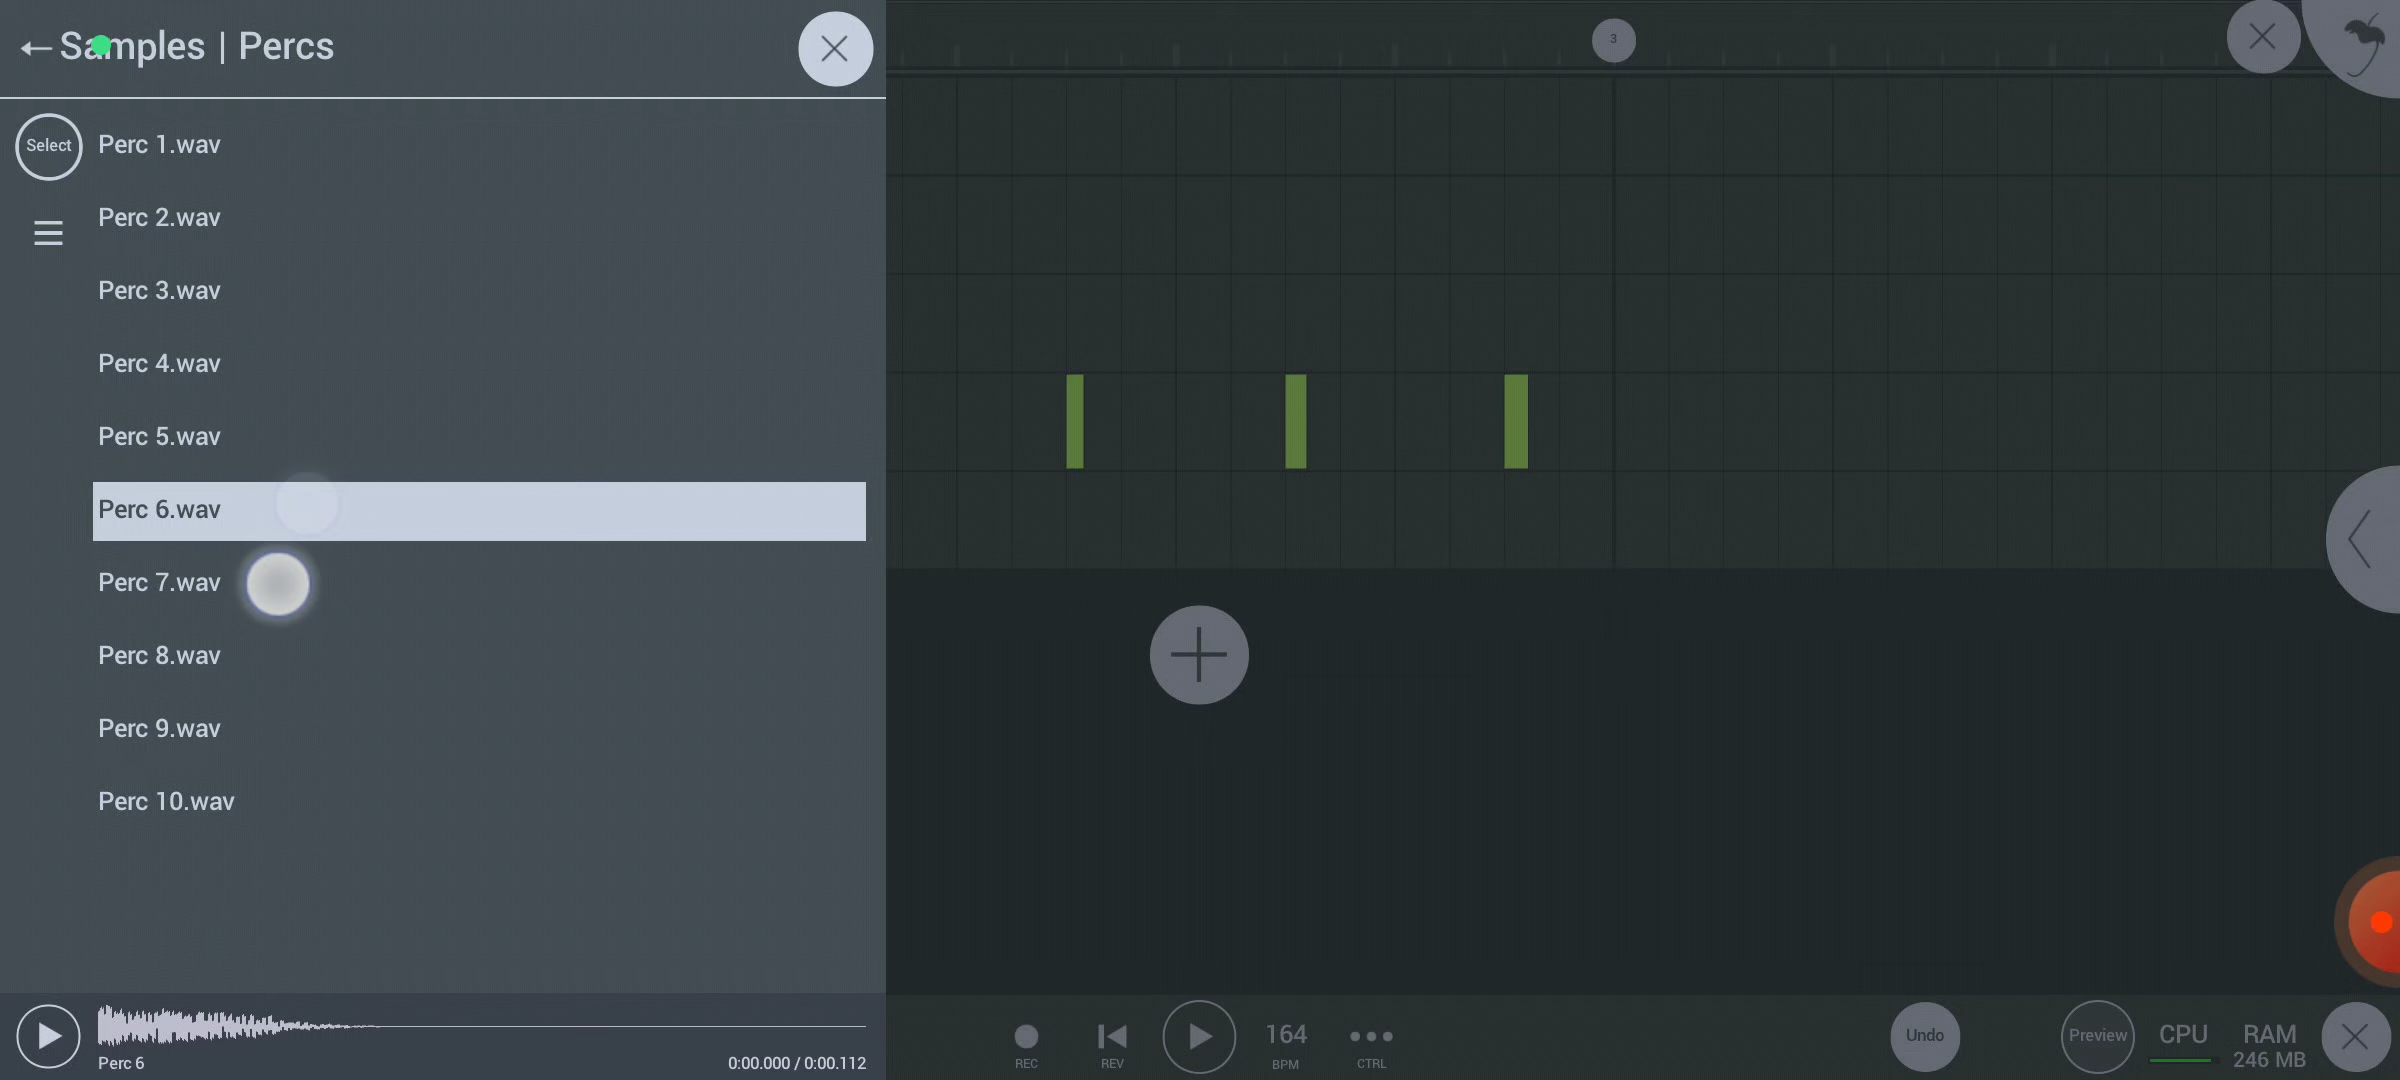 Samples | Percs
3
Select
Perc 1.wav
Perc 2.wav
Perc 3.wav
Perc 4.wav
Perc 5.wav
Perc 6.wav
Perc 7.wav
Perc 8.wav
Perc 9.wav
Perc 10.wav
Perc 6
0:00.000 / 0:00.112
REC
REV
164
BPM
CTRL
Undo
Preview
CPU
RAM
246 MB